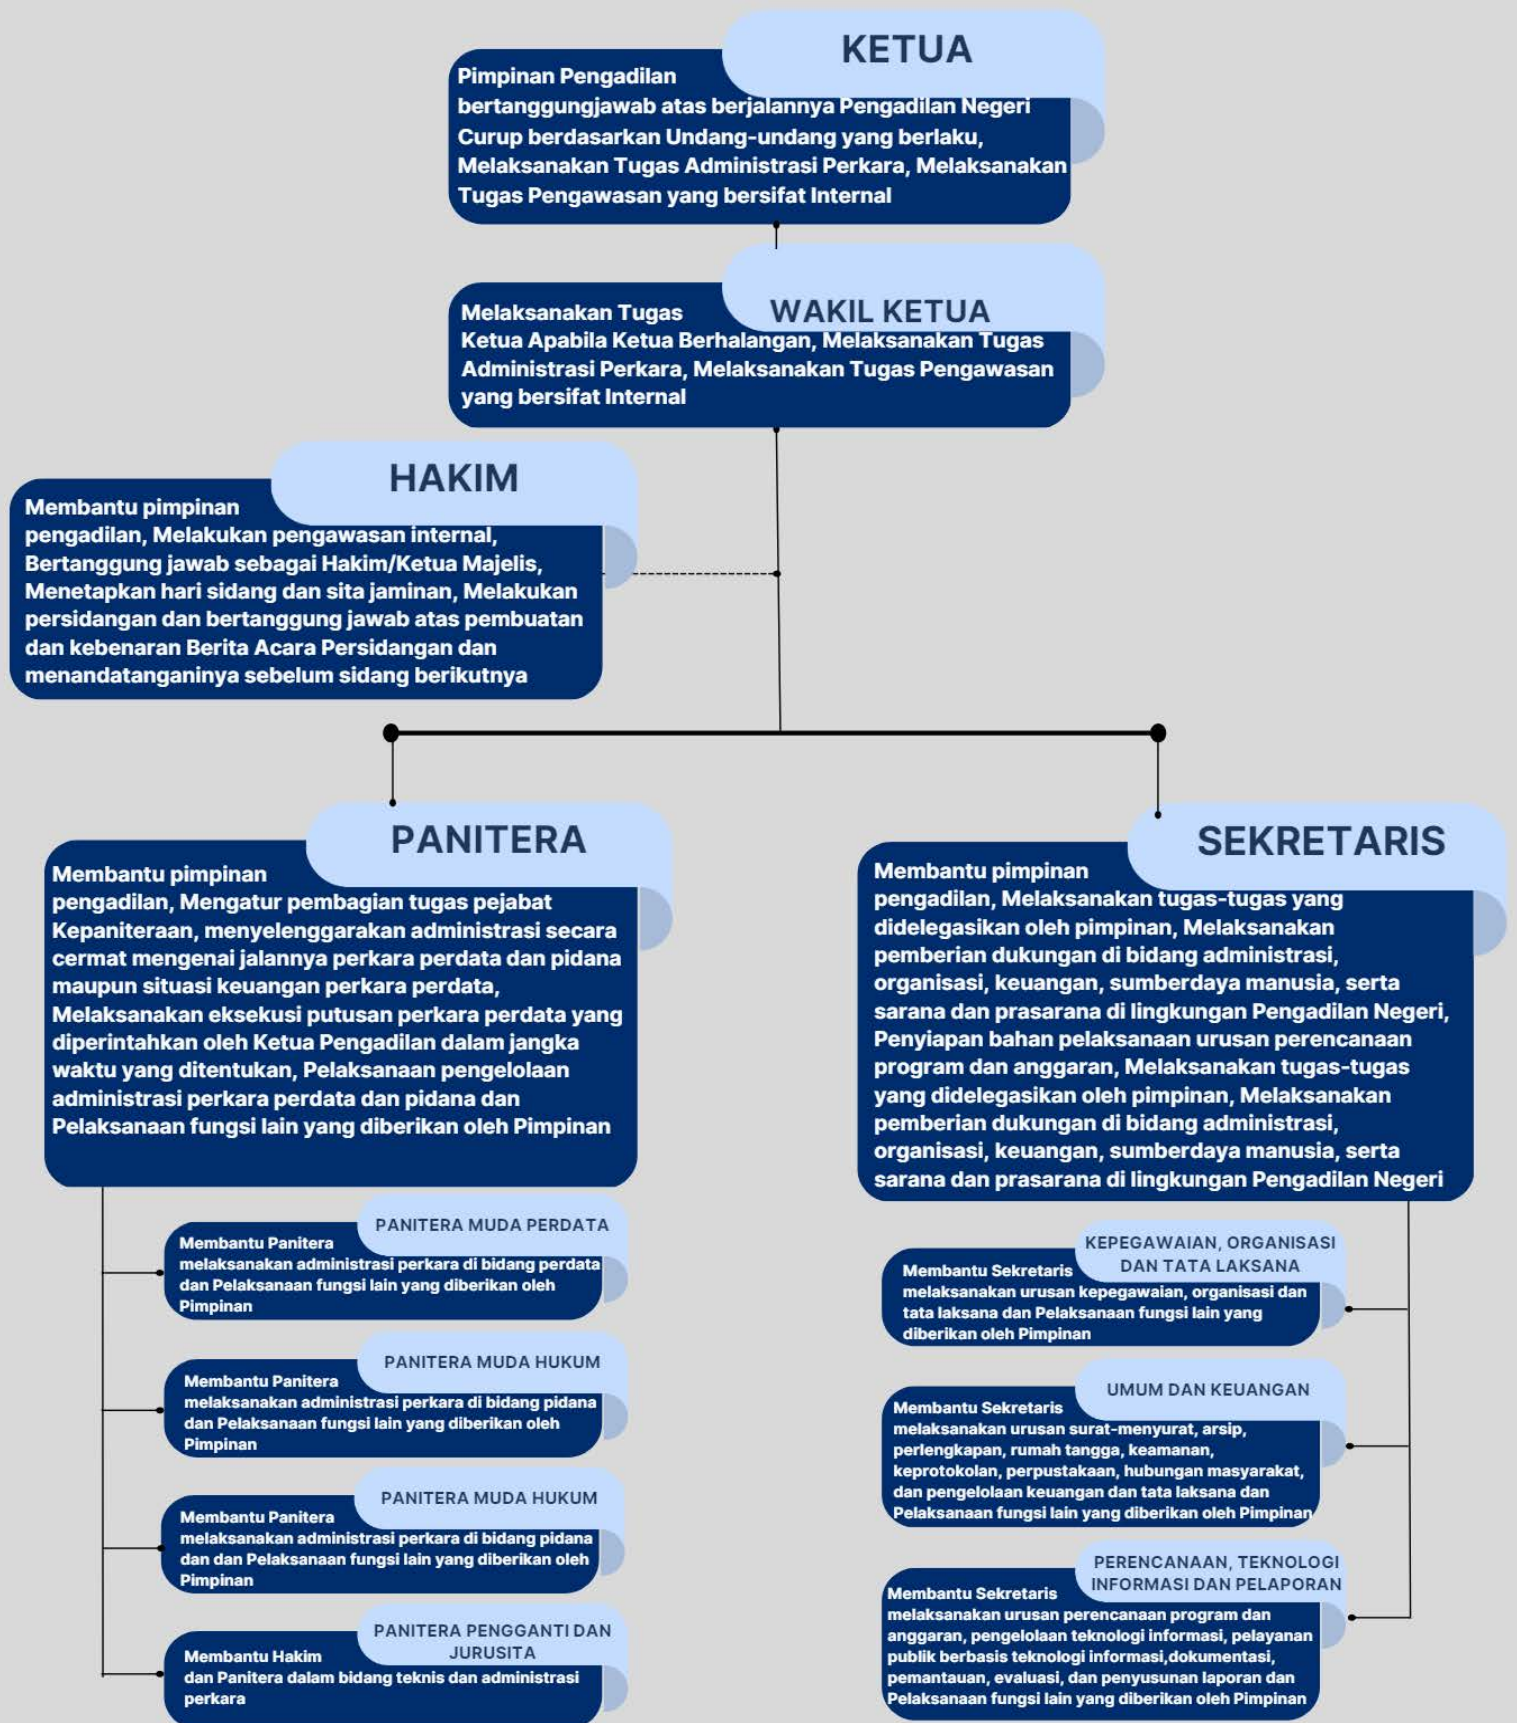 KETUA
Pimpinan Pengadilan
bertanggungjawab atas berjalannya Pengadilan Negeri
Curup berdasarkan Undang-undang yang berlaku,
Melaksanakan Tugas Administrasi Perkara, Melaksanakan
Tugas Pengawasan yang bersifat Internal
WAKIL KETUA
Melaksanakan Tugas
Ketua Apabila Ketua Berhalangan, Melaksanakan Tugas
Administrasi Perkara, Melaksanakan Tugas Pengawasan
yang bersifat Internal
HAKIM
Membantu pimpinan
pengadilan, Melakukan pengawasan internal,
Bertanggung jawab sebagai Hakim/Ketua Majelis,
Menetapkan hari sidang dan sita jaminan, Melakukan
persidangan dan bertanggung jawab atas pembuatan
dan kebenaran Berita Acara Persidangan dan
menandatanganinya sebelum sidang berikutnya
PANITERA
Membantu pimpinan
pengadilan, Mengatur pembagian tugas pejabat
Kepaniteraan, menyelenggarakan administrasi secara
cermat mengenai jalannya perkara perdata dan pidana
maupun situasi keuangan perkara perdata,
Melaksanakan eksekusi putusan perkara perdata yang
diperintahkan oleh Ketua Pengadilan dalam jangka
waktu yang ditentukan, Pelaksanaan pengelolaan
administrasi perkara perdata dan pidana dan
Pelaksanaan fungsi lain yang diberikan oleh Pimpinan
PANITERA MUDA PERDATA
Membantu Panitera
melaksanakan administrasi perkara di bidang perdata
dan Pelaksanaan fungsi lain yang diberikan oleh
Pimpinan
PANITERA MUDA HUKUM
Membantu Panitera
melaksanakan administrasi perkara di bidang pidana
dan Pelaksanaan fungsi lain yang diberikan oleh
Pimpinan
PANITERA MUDA HUKUM
Membantu Panitera
melaksanakan administrasi perkara di bidang pidana
dan dan Pelaksanaan fungsi lain yang diberikan oleh
Pimpinan
PANITERA PENGGANTI DAN
JURUSITA
Membantu Hakim
dan Panitera dalam bidang teknis dan administrasi
perkara
SEKRETARIS
Membantu pimpinan
pengadilan, Melaksanakan tugas-tugas yang
didelegasikan oleh pimpinan, Melaksanakan
pemberian dukungan di bidang administrasi,
organisasi, keuangan, sumberdaya manusia, serta
sarana dan prasarana di lingkungan Pengadilan Negeri,
Penyiapan bahan pelaksanaan urusan perencanaan
program dan anggaran, Melaksanakan tugas-tugas
yang didelegasikan oleh pimpinan, Melaksanakan
pemberian dukungan di bidang administrasi,
organisasi, keuangan, sumberdaya manusia, serta
sarana dan prasarana di lingkungan Pengadilan Negeri
KEPEGAWAIAN, ORGANISASI
DAN TATA LAKSANA
Membantu Sekretaris
melaksanakan urusan kepegawaian, organisasi dan
tata laksana dan Pelaksanaan fungsi lain yang
diberikan oleh Pimpinan
UMUM DAN KEUANGAN
Membantu Sekretaris
melaksanakan urusan surat-menyurat, arsip,
perlengkapan, rumah tangga, keamanan,
keprotokolan, perpustakaan, hubungan masyarakat,
dan pengelolaan keuangan dan tata laksana dan
Pelaksanaan fungsi lain yang diberikan oleh Pimpinan
PERENCANAAN, TEKNOLOGI
INFORMASI DAN PELAPORAN
Membantu Sekretaris
melaksanakan urusan perencanaan program dan
anggaran, pengelolaan teknologi informasi, pelayanan
publik berbasis teknologi informasi,dokumentasi,
pemantauan, evaluasi, dan penyusunan laporan dan
Pelaksanaan fungsi lain yang diberikan oleh Pimpinan